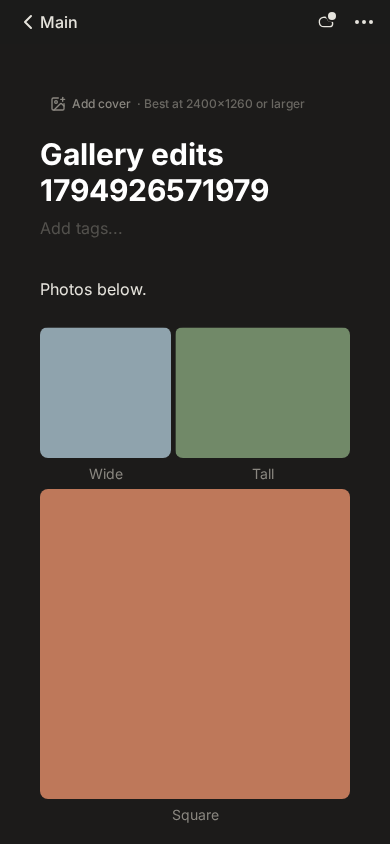 Main
Add cover · Best at 2400×1260 or larger
Gallery edits
1794926571979
Add tags...
Photos below.
Wide Tall
Square